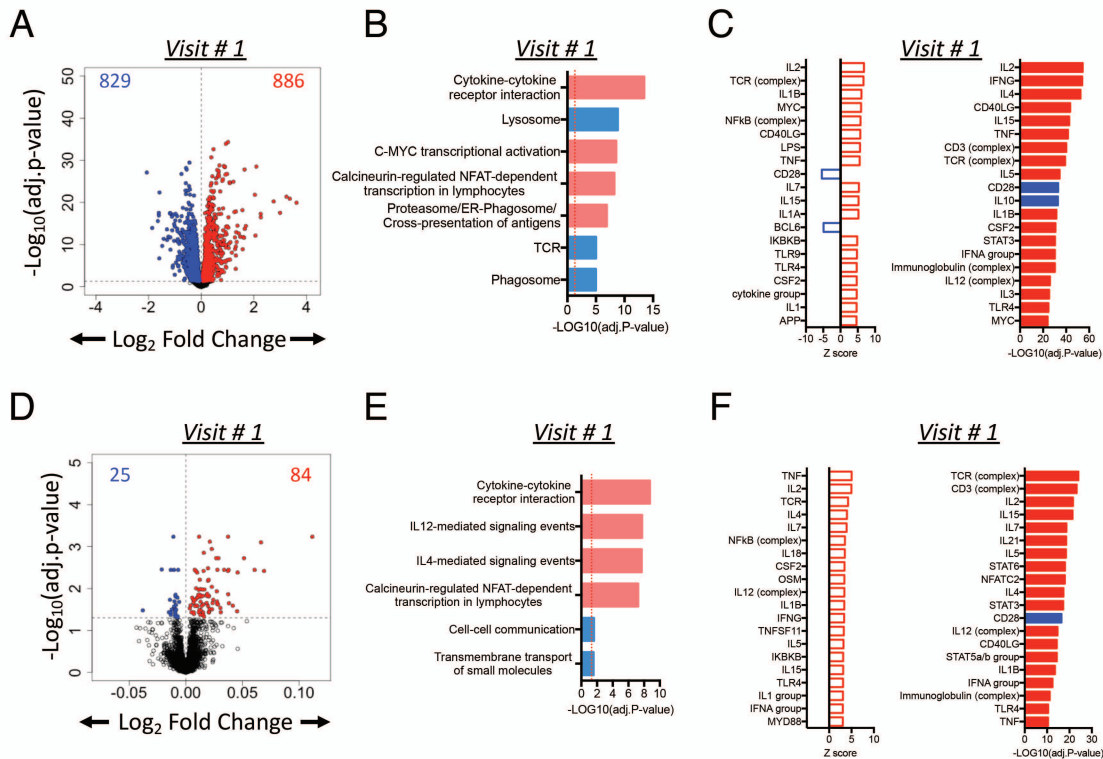 A
Visit # 1
829
886
50
40
30
20
10
0
-Log10(adj.p-value)
-4
-2
0
2
4
Log2 Fold Change
B
Visit # 1
Cytokine-cytokine
receptor interaction
Lysosome
C-MYC transcriptional activation
Calcineurin-regulated NFAT-dependent
transcription in lymphocytes
Proteasome/ER-Phagosome/
Cross-presentation of antigens
TCR
Phagosome
0
5
10
15
-LOG10(adj.P-value)
C
Visit # 1
IL2
TCR (complex)
IL1B
MYC
NFkB (complex)
CD40LG
LPS
TNF
CD28
IL7
IL15
IL1A
BCL6
IKBKB
TLR9
TLR4
CSF2
cytokine group
IL1
APP
-10
-5
0
5
10
Z score
IL2
IFNG
IL4
CD40LG
IL15
TNF
CD3 (complex)
TCR (complex)
IL5
CD28
IL10
IL1B
CSF2
STAT3
IFNA group
Immunoglobulin (complex)
IL12 (complex)
IL3
TLR4
MYC
0
20
40
60
-LOG10(adj.P-value)
D
Visit # 1
25
84
5
4
3
2
1
0
-Log10(adj.p-value)
-0.05
0.00
0.05
0.10
Log2 Fold Change
E
Visit # 1
Cytokine-cytokine
receptor interaction
IL12-mediated signaling events
IL4-mediated signaling events
Calcineurin-regulated NFAT-dependent
transcription in lymphocytes
Cell-cell communication
Transmembrane transport
of small molecules
0
2
4
6
8
10
-LOG10(adj.P-value)
F
Visit # 1
TNF
IL2
TCR
IL4
IL7
NFkB (complex)
IL18
CSF2
OSM
IL12 (complex)
IL1B
IFNG
TNFSF11
IL5
IKBKB
IL15
TLR4
IL1 group
IFNA group
MYD88
-5
0
5
10
Z score
TCR (complex)
CD3 (complex)
IL2
IL15
IL7
IL21
IL5
STAT6
NFATC2
IL4
STAT3
CD28
IL12 (complex)
CD40LG
STAT5a/b group
IL1B
IFNA group
Immunoglobulin (complex)
TLR4
TNF
0
10
20
30
-LOG10(adj.P-value)